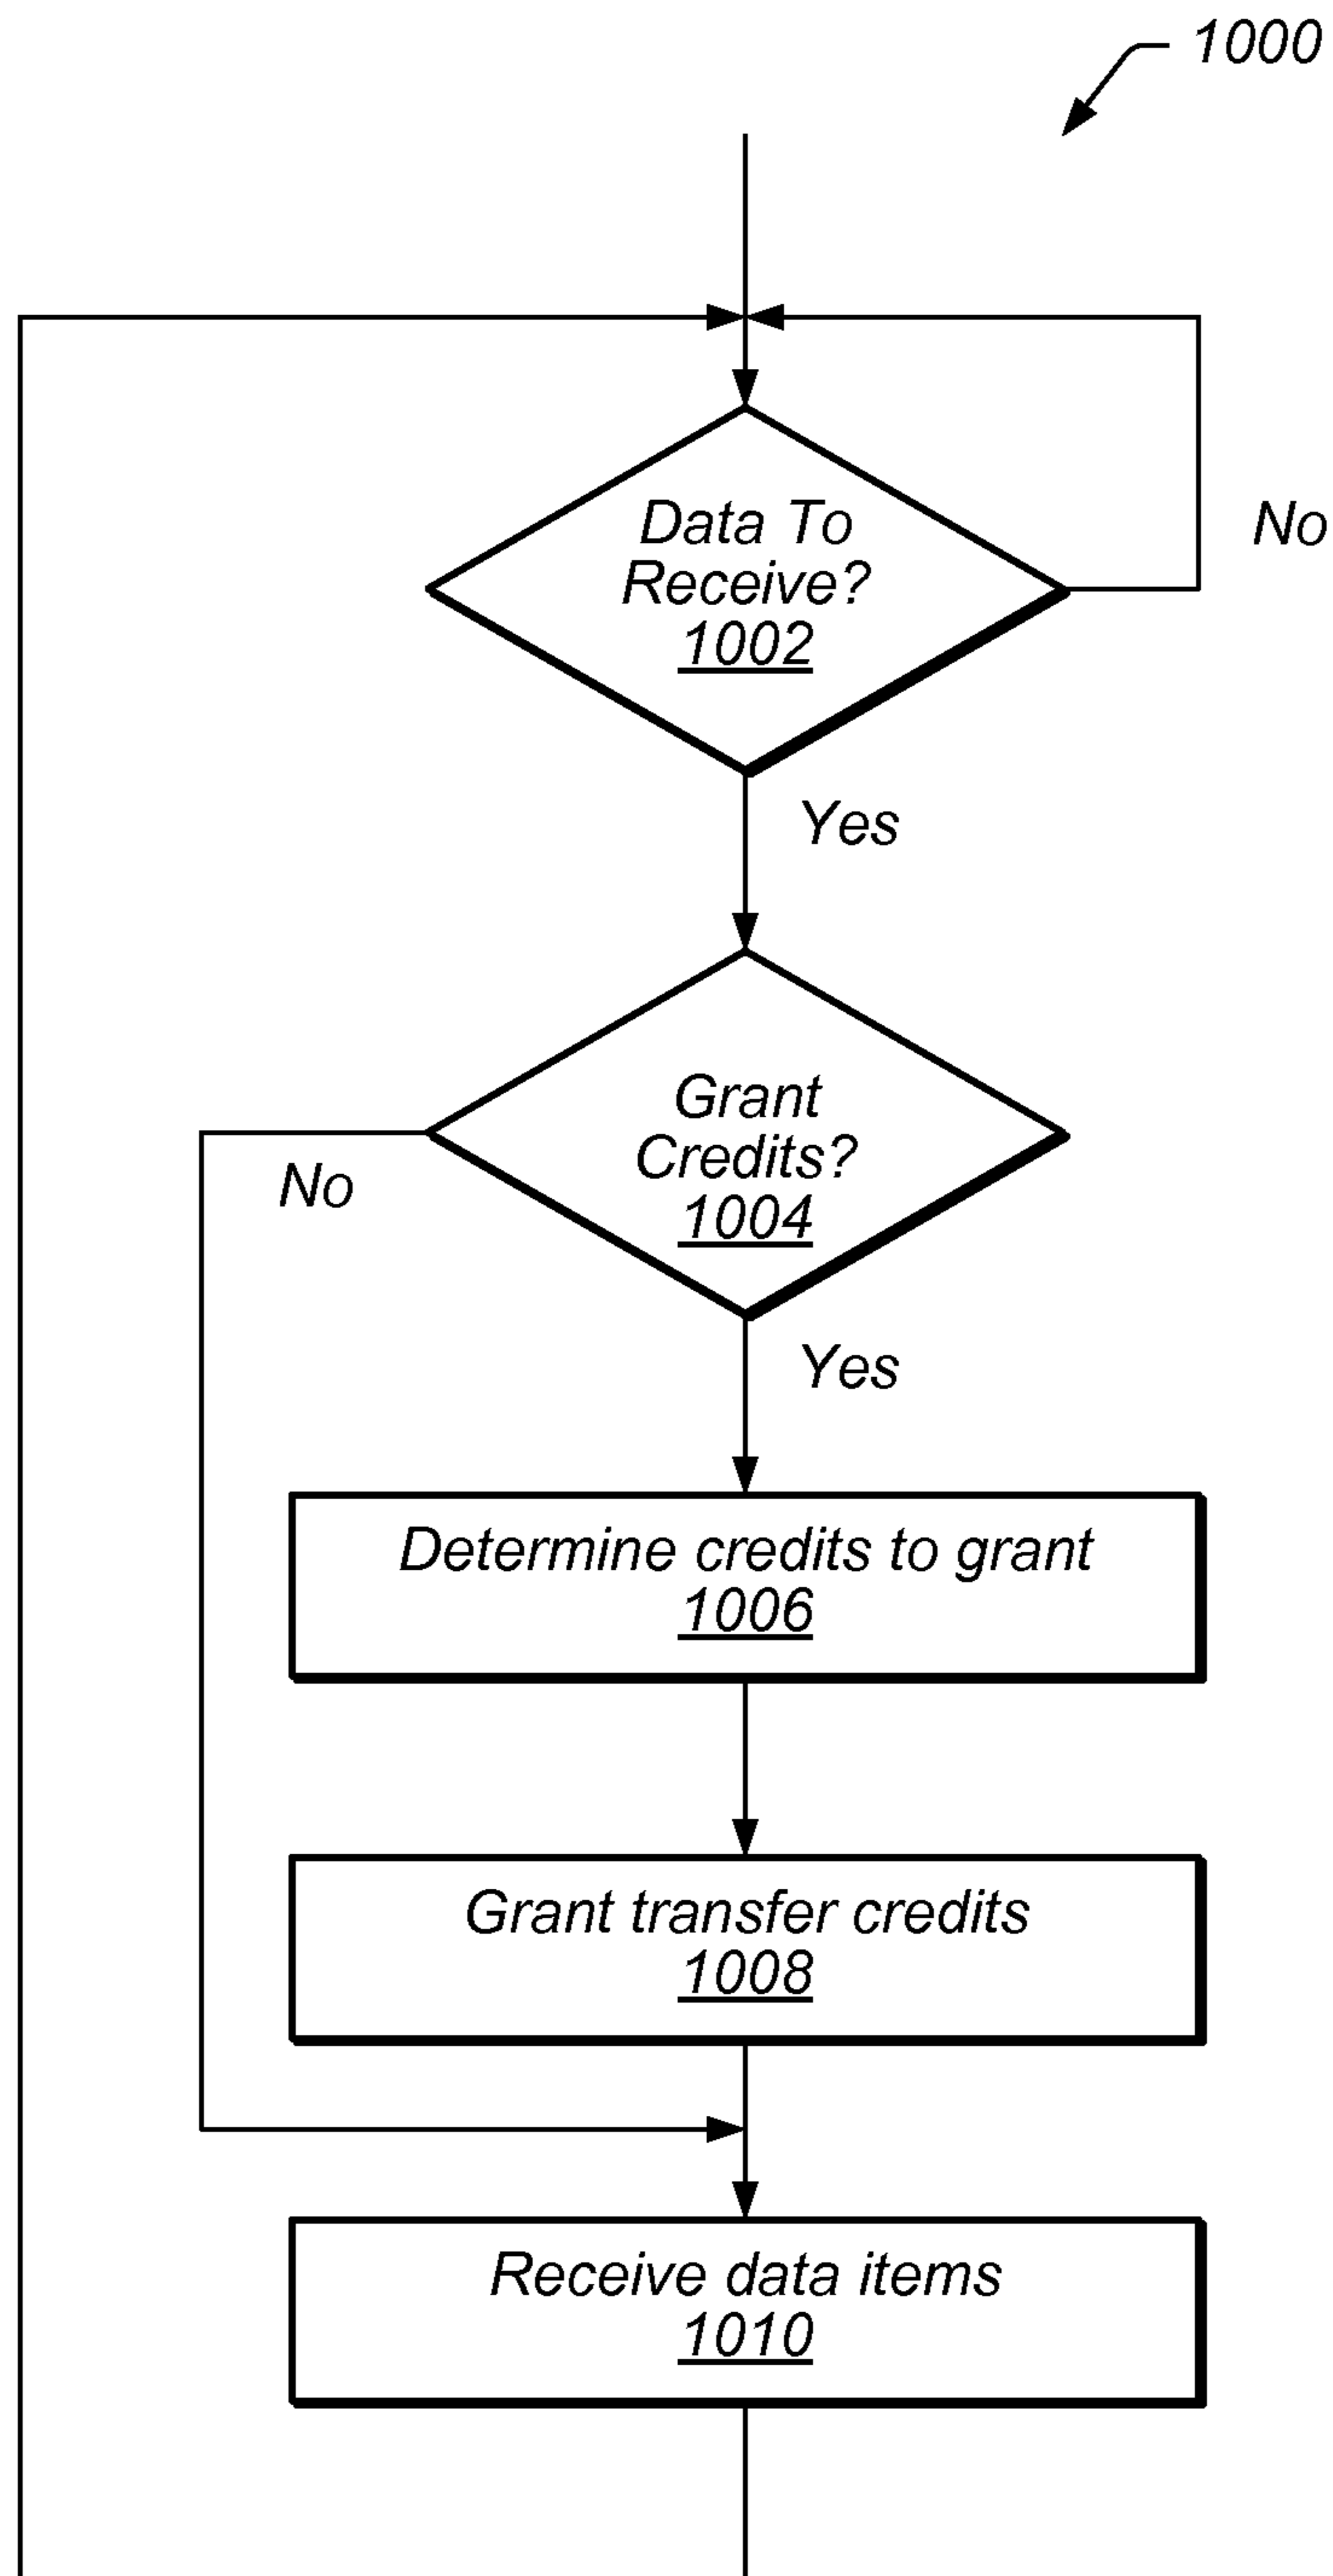 1000
Data To
Receive?
1002
No
Yes
Grant
Credits?
1004
No
Yes
Determine credits to grant
1006
Grant transfer credits
1008
Receive data items
1010